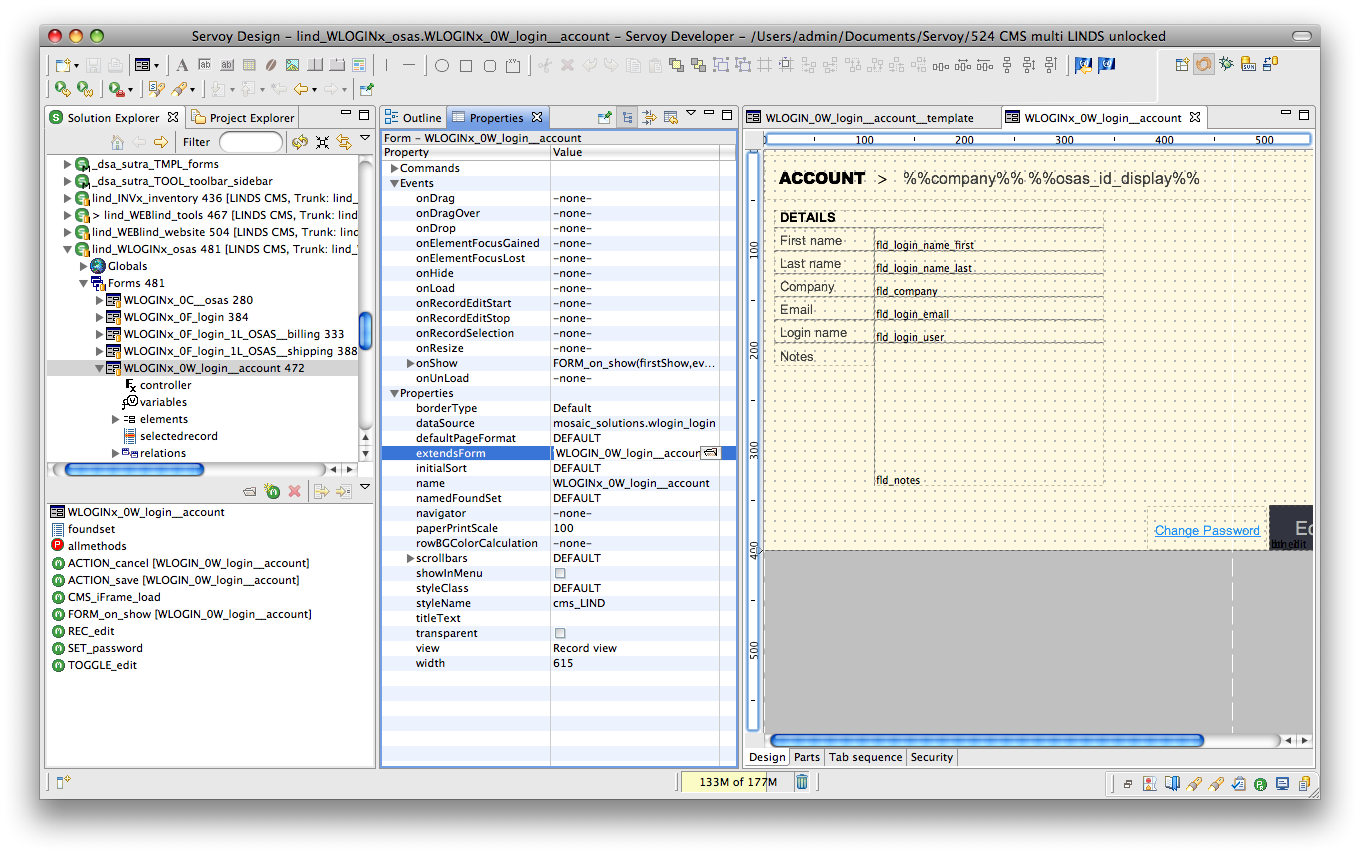 Servoy Design – lind_WLOGINx_osas.WLOGINx_0W_login__account – Servoy Developer – /Users/admin/Documents/Servoy/524 CMS multi LINDS unlocked
Solution Explorer
Project Explorer
Filter
_dsa_sutra_TMPL_forms
_dsa_sutra_TOOL_toolbar_sidebar
lind_INVx_inventory 436 [LINDS CMS, Trunk: lind_
> lind_WEBlind_tools 467 [LINDS CMS, Trunk: lind
lind_WEBlind_website 504 [LINDS CMS, Trunk: lind
lind_WLOGINx_osas 481 [LINDS CMS, Trunk: lind_W
Globals
Forms 481
WLOGINx_0C__osas 280
WLOGINx_0F_login 384
WLOGINx_0F_login_1L_OSAS__billing 333
WLOGINx_0F_login_1L_OSAS__shipping 388
WLOGINx_0W_login__account 472
controller
variables
elements
selectedrecord
relations
WLOGINx_0W_login__account
foundset
allmethods
ACTION_cancel [WLOGIN_0W_login__account]
ACTION_save [WLOGIN_0W_login__account]
CMS_iFrame_load
FORM_on_show [WLOGIN_0W_login__account]
REC_edit
SET_password
TOGGLE_edit
Outline
Properties
Form – WLOGINx_0W_login__account
Property Value
Commands
Events
onDrag –none–
onDragOver –none–
onDrop –none–
onElementFocusGained –none–
onElementFocusLost –none–
onHide –none–
onLoad –none–
onRecordEditStart –none–
onRecordEditStop –none–
onRecordSelection –none–
onResize –none–
onShow FORM_on_show(firstShow,ev...
onUnLoad –none–
Properties
borderType Default
dataSource mosaic_solutions.wlogin_login
defaultPageFormat DEFAULT
extendsForm WLOGIN_0W_login__accour
initialSort DEFAULT
name WLOGINx_0W_login__account
namedFoundSet DEFAULT
navigator –none–
paperPrintScale 100
rowBGColorCalculation –none–
scrollbars DEFAULT
showInMenu
styleClass DEFAULT
styleName cms_LIND
titleText
transparent
view Record view
width 615
WLOGIN_0W_login__account__template
WLOGINx_0W_login__account
100 200 300 400 500
100
200
300
400
500
ACCOUNT > %%company%% %%osas_id_display%%
DETAILS
First name fld_login_name_first
Last name fld_login_name_last
Company fld_company
Email fld_login_email
Login name fld_login_user
Notes
fld_notes
Change Password
Ed
Design Parts Tab sequence Security
133M of 177M